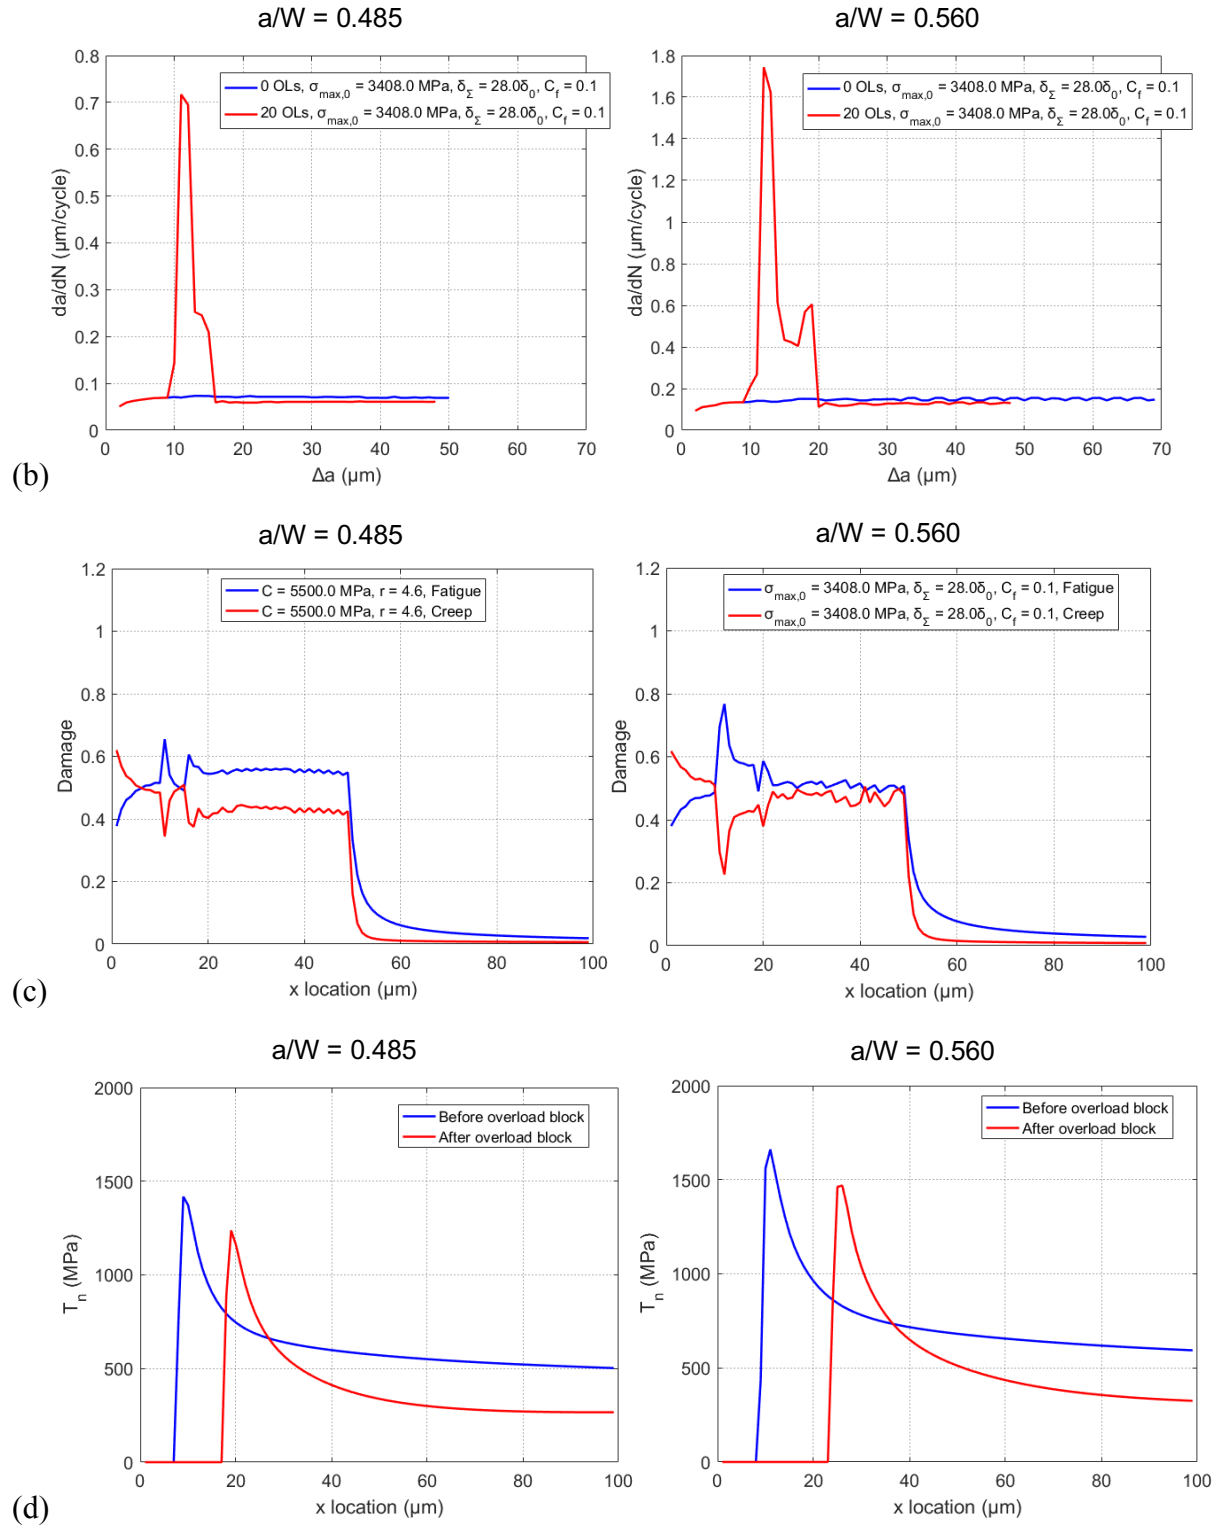 a/W = 0.485
0.8
0.7
0.6
0.5
0.4
0.3
0.2
0.1
0
da/dN (µm/cycle)
0 OLs, σmax,0 = 3408.0 MPa, δΣ = 28.0δ0, Cf = 0.1
20 OLs, σmax,0 = 3408.0 MPa, δΣ = 28.0δ0, Cf = 0.1
0 10 20 30 40 50 60 70
Δa (µm)
a/W = 0.560
1.8
1.6
1.4
1.2
1
0.8
0.6
0.4
0.2
0
da/dN (µm/cycle)
0 OLs, σmax,0 = 3408.0 MPa, δΣ = 28.0δ0, Cf = 0.1
20 OLs, σmax,0 = 3408.0 MPa, δΣ = 28.0δ0, Cf = 0.1
0 10 20 30 40 50 60 70
Δa (µm)
(b)
a/W = 0.485
1.2
1
0.8
0.6
0.4
0.2
0
Damage
C = 5500.0 MPa, r = 4.6, Fatigue
C = 5500.0 MPa, r = 4.6, Creep
0 20 40 60 80 100
x location (µm)
a/W = 0.560
1.2
1
0.8
0.6
0.4
0.2
0
Damage
σmax,0 = 3408.0 MPa, δΣ = 28.0δ0, Cf = 0.1, Fatigue
σmax,0 = 3408.0 MPa, δΣ = 28.0δ0, Cf = 0.1, Creep
0 20 40 60 80 100
x location (µm)
(c)
a/W = 0.485
2000
1500
1000
500
0
Tn (MPa)
Before overload block
After overload block
0 20 40 60 80 100
x location (µm)
a/W = 0.560
2000
1500
1000
500
0
Tn (MPa)
Before overload block
After overload block
0 20 40 60 80 100
x location (µm)
(d)